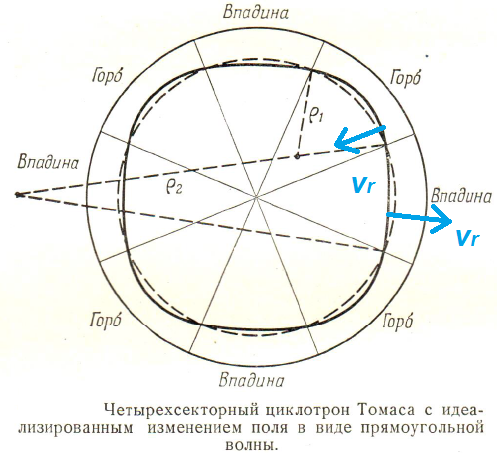 Впадина
Горб
Горб
Впадина
ρ1
ρ2
Vr
Впадина
Vr
Горб
Горб
Впадина
Четырехсекторный циклотрон Томаса с идеа-
лизированным изменением поля в виде прямоугольной
волны.